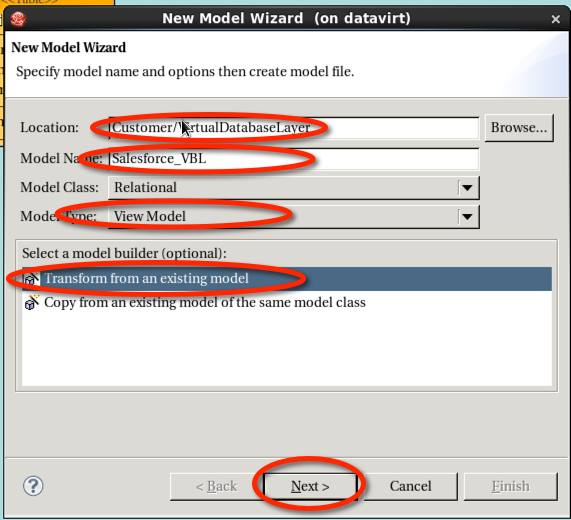 New Model Wizard (on datavirt)
New Model Wizard
Specify model name and options then create model file.
Location: Customer/VirtualDatabaseLayer Browse...
Model Name: Salesforce_VBL
Model Class: Relational
Model Type: View Model
Select a model builder (optional):
Transform from an existing model
Copy from an existing model of the same model class
< Back Next > Cancel Finish